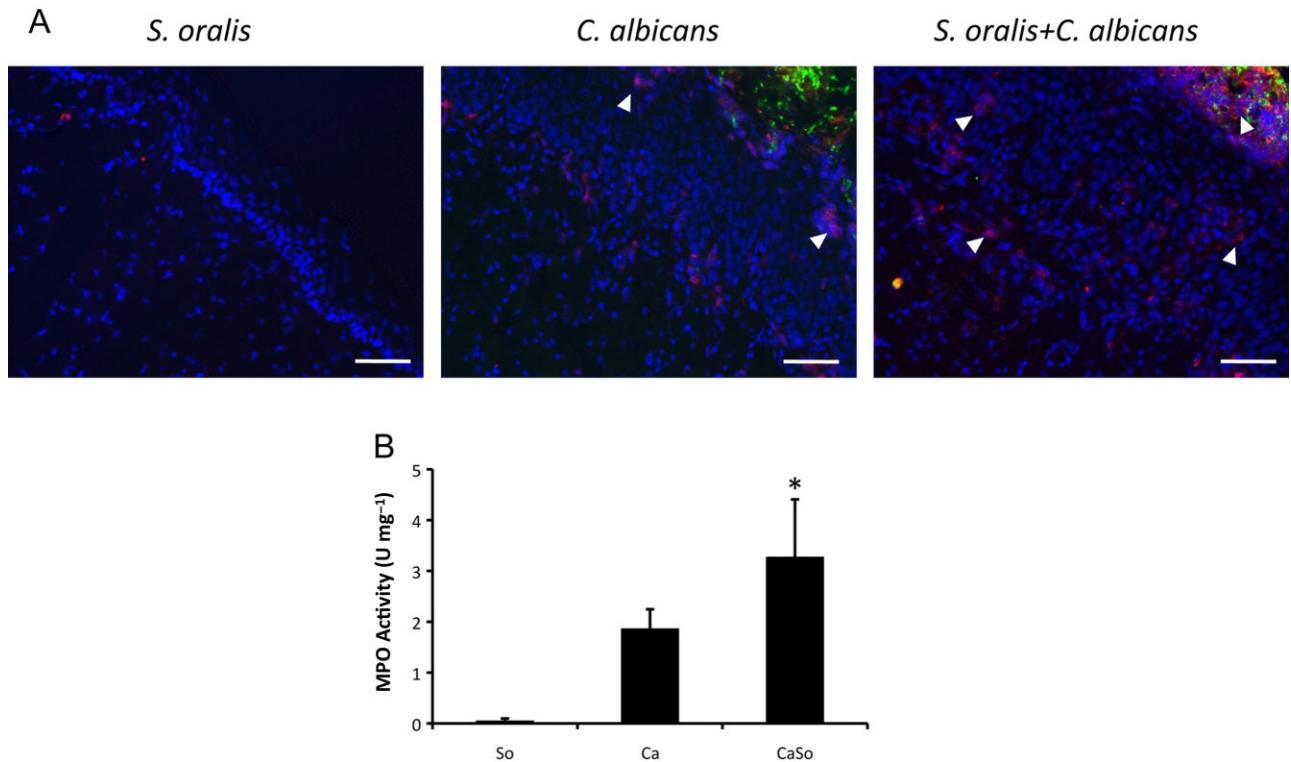 A
S. oralis C. albicans S. oralis+C. albicans
B
MPO Activity (U mg⁻¹)
5
4
3
2
1
0
*
So Ca CaSo